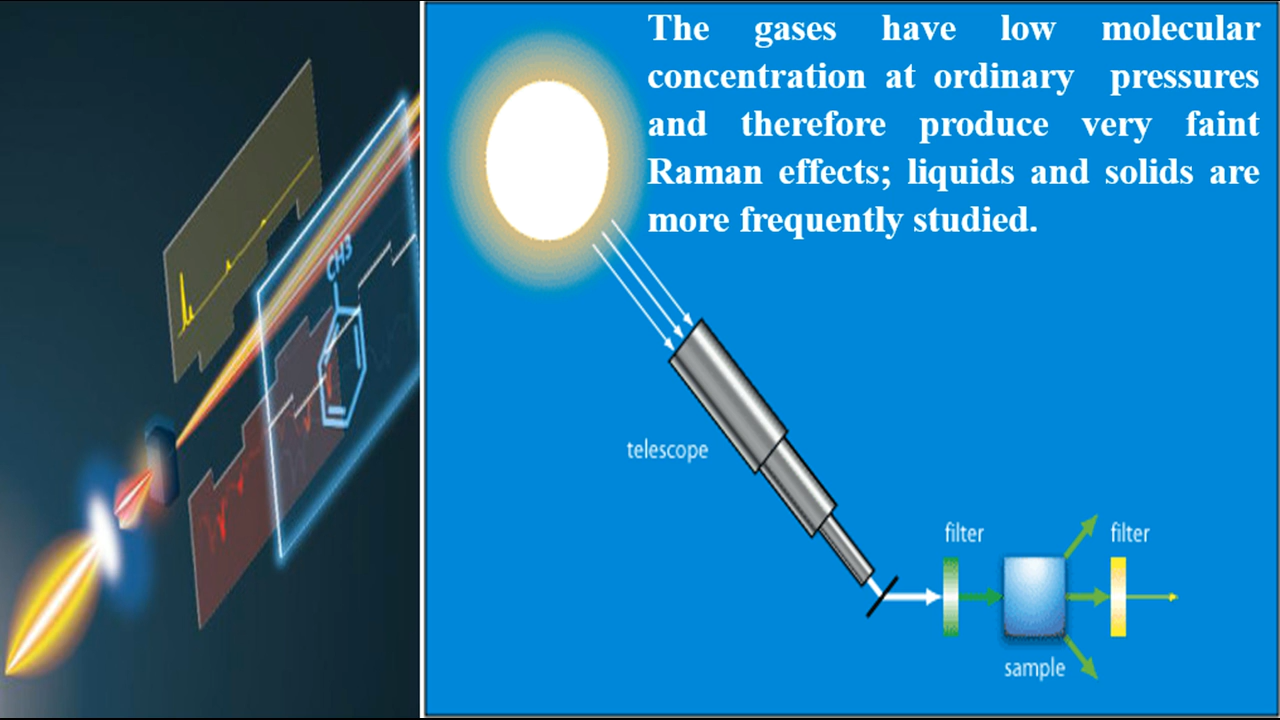 The gases have low molecular
concentration at ordinary pressures
and therefore produce very faint
Raman effects; liquids and solids are
more frequently studied.
CH3
telescope
filter
filter
sample